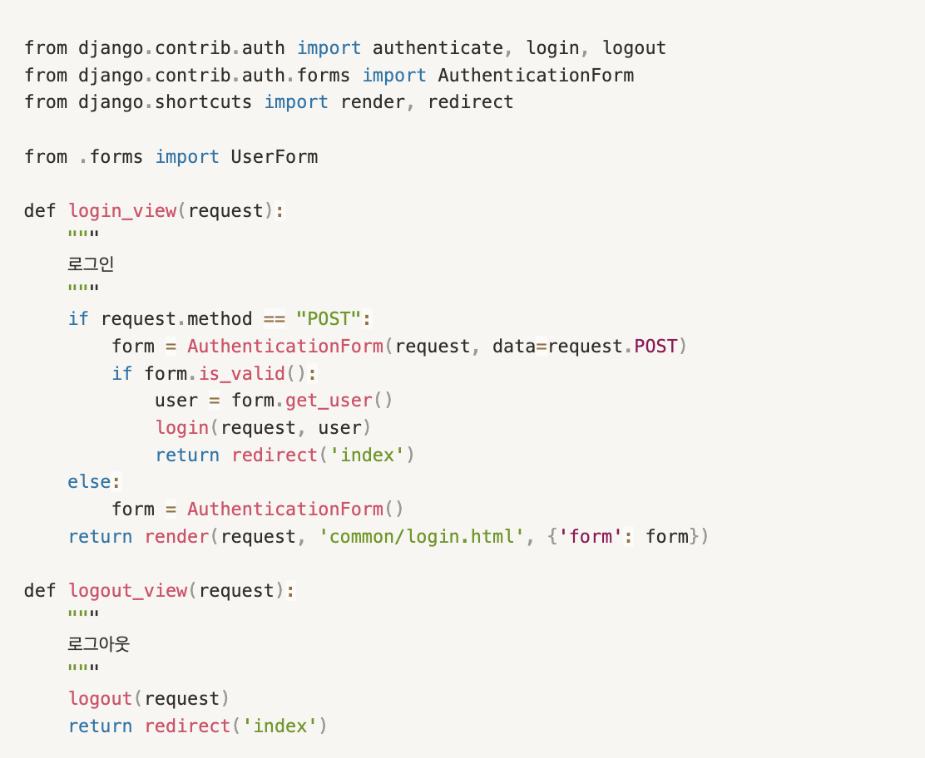 from django.contrib.auth import authenticate, login, logout
from django.contrib.auth.forms import AuthenticationForm
from django.shortcuts import render, redirect

from .forms import UserForm

def login_view(request):
    """
    로그인
    """
    if request.method == "POST":
        form = AuthenticationForm(request, data=request.POST)
        if form.is_valid():
            user = form.get_user()
            login(request, user)
            return redirect('index')
    else:
        form = AuthenticationForm()
    return render(request, 'common/login.html', {'form': form})

def logout_view(request):
    """
    로그아웃
    """
    logout(request)
    return redirect('index')